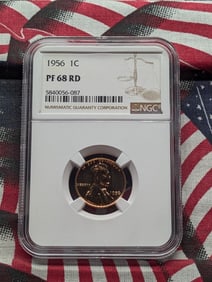 1956 1C
PF 68 RD
5840056-087
NUMISMATIC GUARANTY CORPORATION
NGC